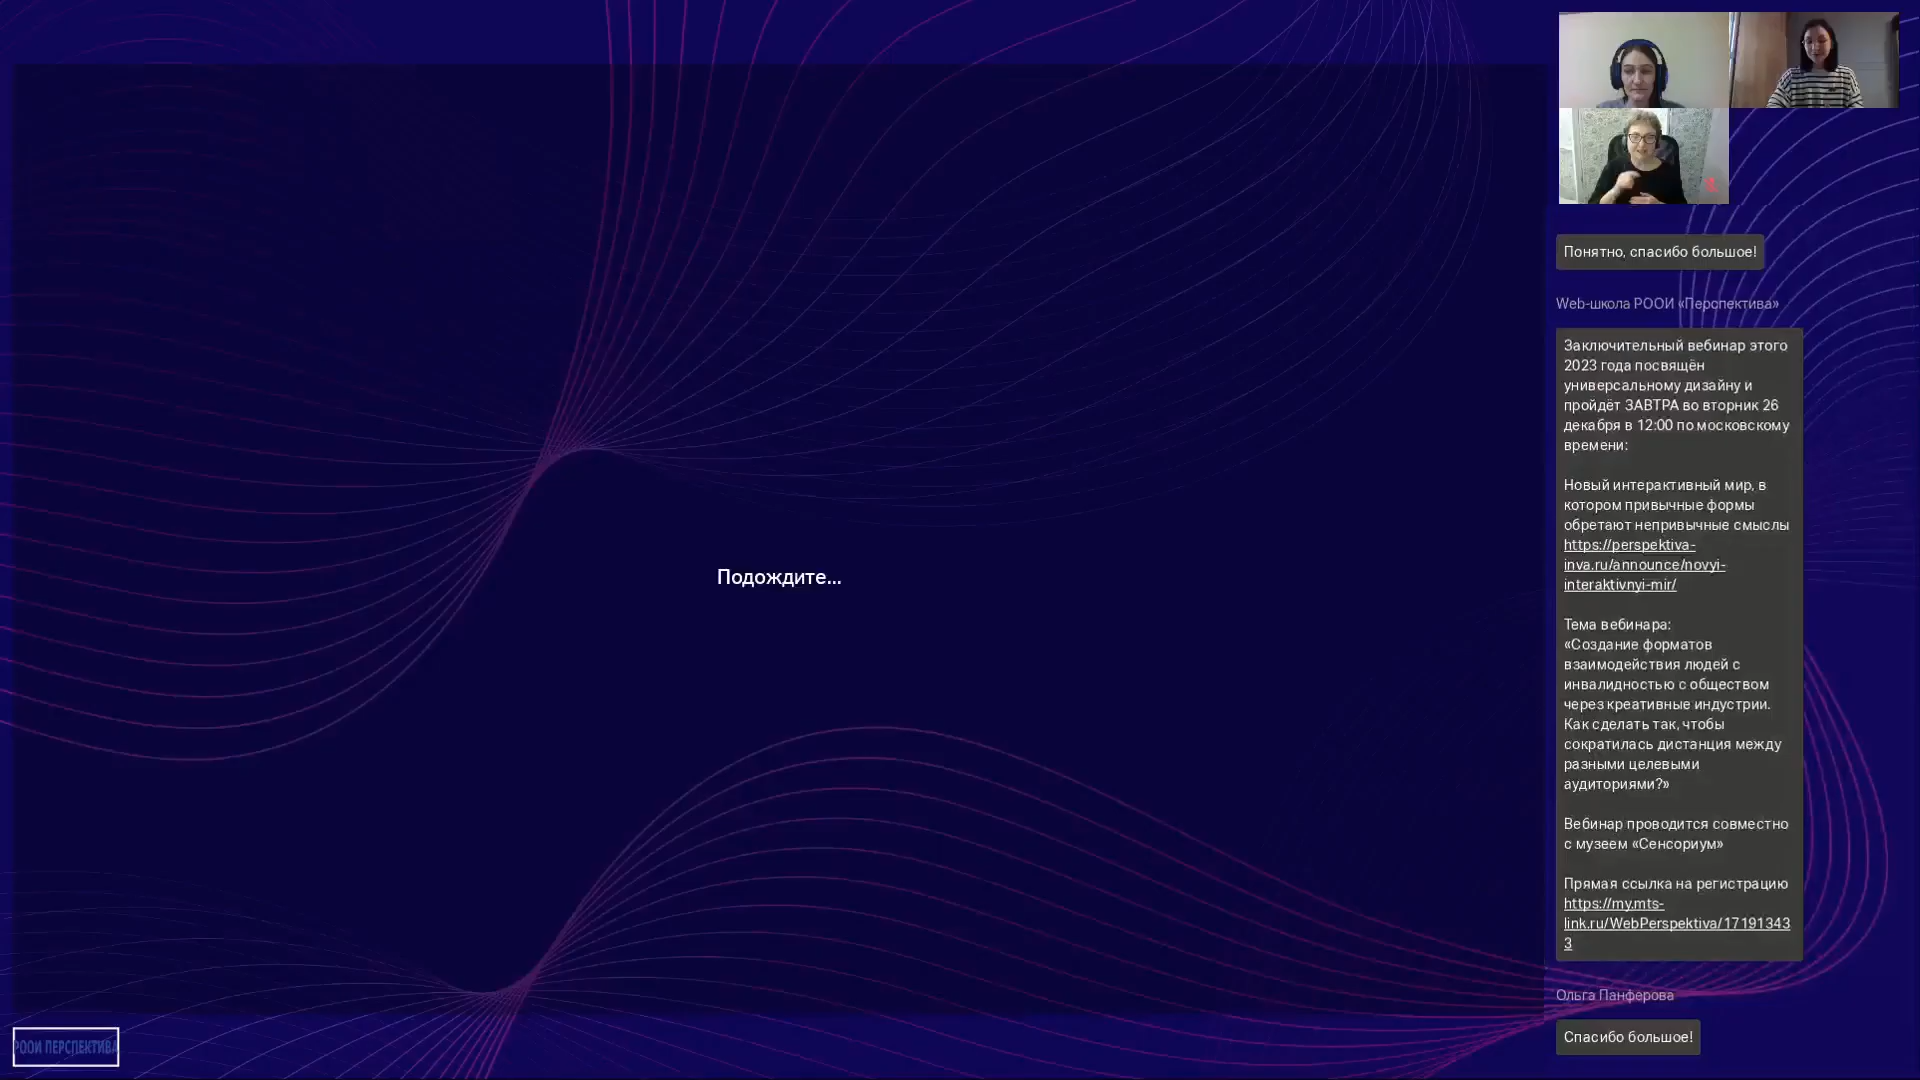 Понятно, спасибо большое!
Web-школа РООИ «Перспектива»
Заключительный вебинар этого
2023 года посвящён
универсальному дизайну и
пройдёт ЗАВТРА во вторник 26
декабря в 12:00 по московскому
времени:
Новый интерактивный мир, в
котором привычные формы
обретают непривычные смыслы
https://perspektiva-
inva.ru/announce/novyi-
interaktivnyi-mir/
Тема вебинара:
«Создание форматов
взаимодействия людей с
инвалидностью с обществом
через креативные индустрии.
Как сделать так, чтобы
сократилась дистанция между
разными целевыми
аудиториями?»
Вебинар проводится совместно
с музеем «Сенсориум»
Прямая ссылка на регистрацию
https://my.mts-
link.ru/WebPerspektiva/17191343
3
Ольга Панферова
Спасибо большое!
Подождите...
РООИ ПЕРСПЕКТИВА